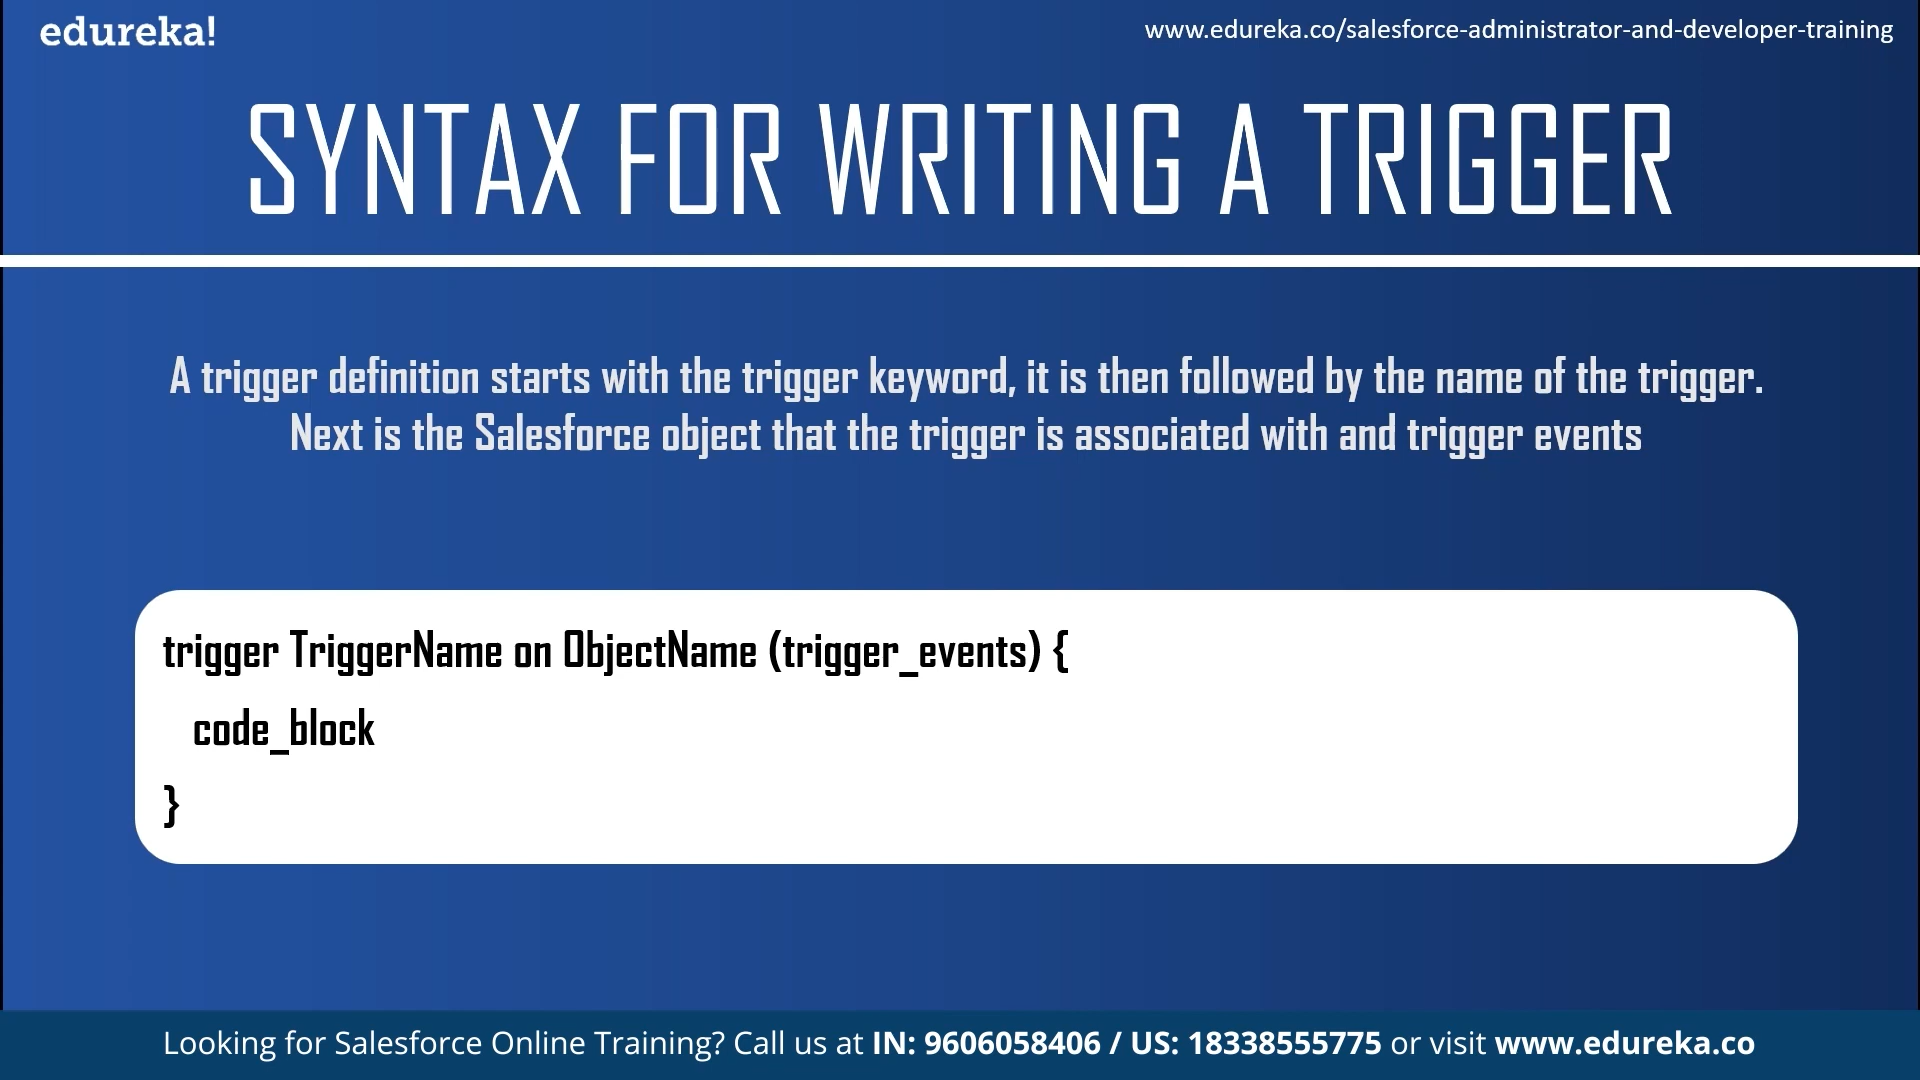 edureka!
www.edureka.co/salesforce-administrator-and-developer-training
SYNTAX FOR WRITING A TRIGGER
A trigger definition starts with the trigger keyword, it is then followed by the name of the trigger.
Next is the Salesforce object that the trigger is associated with and trigger events
trigger TriggerName on ObjectName (trigger_events) {
code_block
}
Looking for Salesforce Online Training? Call us at IN: 9606058406 / US: 18338555775 or visit www.edureka.co